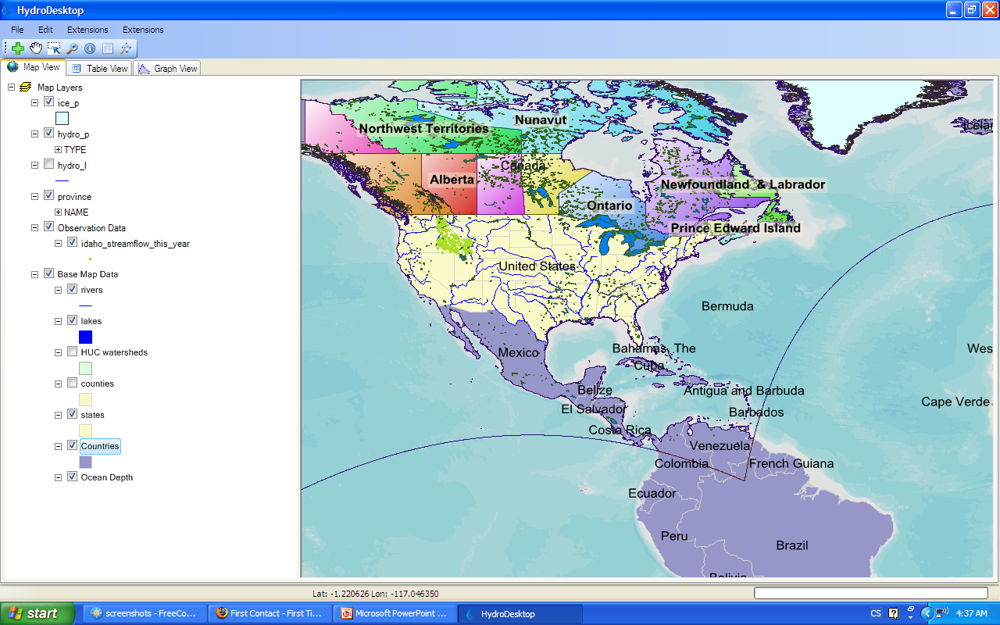 HydroDesktop
File Edit Extensions Extensions
Map View Table View Graph View
Map Layers
ice_p
hydro_p
TYPE
hydro_l
province
NAME
Observation Data
idaho_streamflow_this_year
Base Map Data
rivers
lakes
HUC watersheds
counties
states
Countries
Ocean Depth
Nunavut
Northwest Territories
Canada
Alberta
Newfoundland & Labrador
Ontario
Prince Edward Island
United States
Bermuda
Bahamas, The
Mexico
Cuba
Belize
Antigua and Barbuda
Cape Verde
El Salvador
Barbados
Costa Rica
Venezuela
Colombia
French Guiana
Ecuador
Peru
Brazil
Bolivia
Icelan
Wes
Lat: -1.220626 Lon: -117.046350
start screenshots - FreeCo... First Contact - First Ti... Microsoft PowerPoint ... HydroDesktop CS 4:37 AM